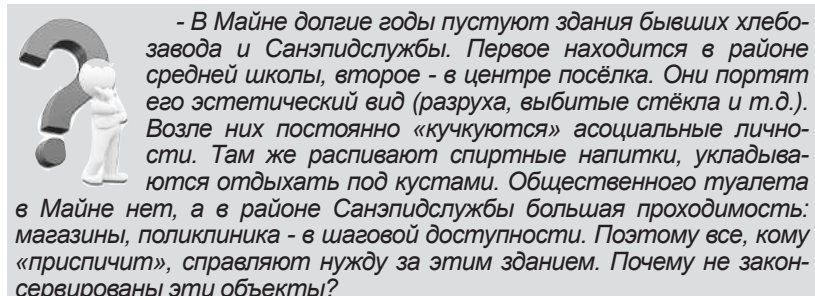 - В Майне долгие годы пустуют здания бывших хлебо-
завода и Санэпидслужбы. Первое находится в районе
средней школы, второе - в центре посёлка. Они портят
его эстетический вид (разруха, выбитые стёкла и т.д.).
Возле них постоянно «кучкуются» асоциальные лично-
сти. Там же распивают спиртные напитки, укладыва-
ются отдыхать под кустами. Общественного туалета
в Майне нет, а в районе Санэпидслужбы большая проходимость:
магазины, поликлиника - в шаговой доступности. Поэтому все, кому
«приспичит», справляют нужду за этим зданием. Почему не закон-
сервированы эти объекты?